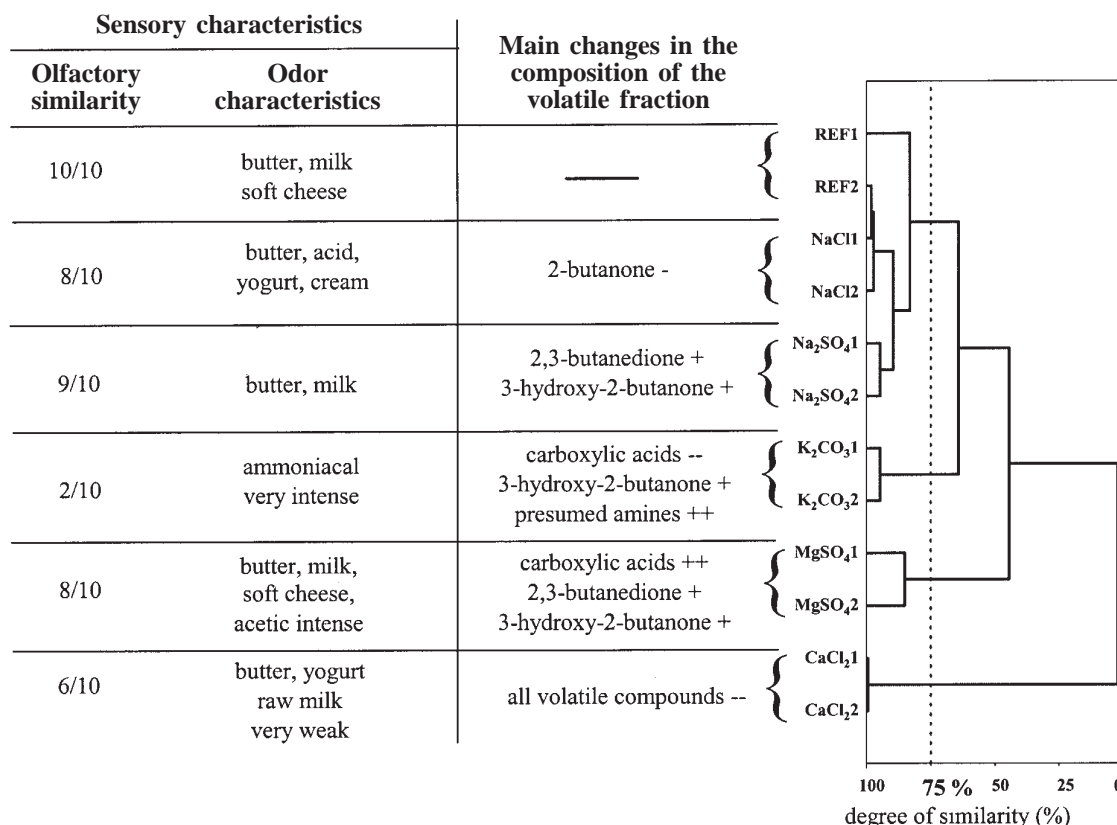 Sensory characteristics
Olfactory similarity
Odor characteristics
Main changes in the composition of the volatile fraction
10/10
butter, milk
soft cheese
REF1
REF2
8/10
butter, acid,
yogurt, cream
2-butanone -
NaCl1
NaCl2
9/10
butter, milk
2,3-butanedione +
3-hydroxy-2-butanone +
Na₂SO₄1
Na₂SO₄2
2/10
ammoniacal
very intense
carboxylic acids --
3-hydroxy-2-butanone +
presumed amines ++
K₂CO₃1
K₂CO₃2
8/10
butter, milk,
soft cheese,
acetic intense
carboxylic acids ++
2,3-butanedione +
3-hydroxy-2-butanone +
MgSO₄1
MgSO₄2
6/10
butter, yogurt
raw milk
very weak
all volatile compounds --
CaCl₂1
CaCl₂2
100 75 % 50 25 0
degree of similarity (%)